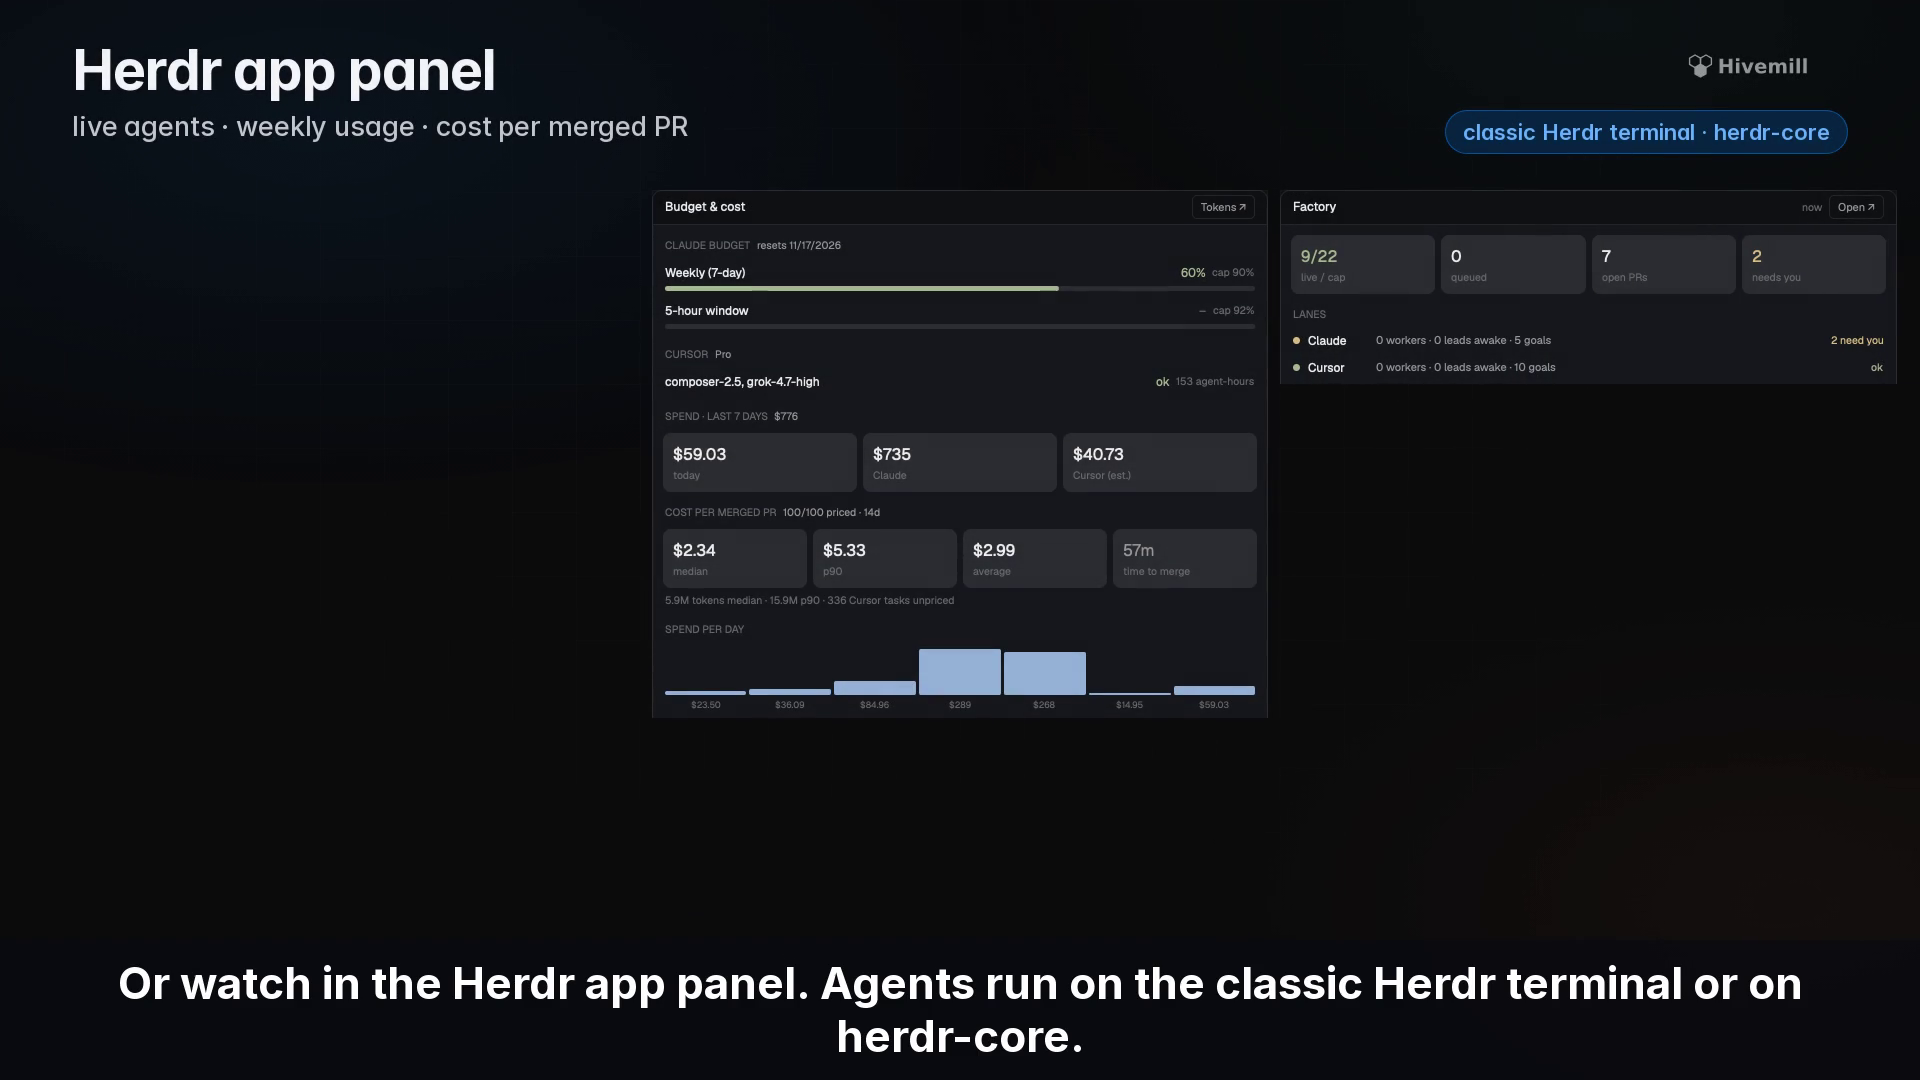 Herdr app panel
live agents · weekly usage · cost per merged PR
Hivemill
classic Herdr terminal · herdr-core
Budget & cost
Tokens ↗
CLAUDE BUDGET resets 11/17/2026
Weekly (7-day) 60% cap 90%
5-hour window – cap 92%
CURSOR Pro
composer-2.5, grok-4.7-high ok 153 agent-hours
SPEND · LAST 7 DAYS $776
$59.03 $735 $40.73
today Claude Cursor (est.)
COST PER MERGED PR 100/100 priced · 14d
$2.34 $5.33 $2.99 57m
median p90 average time to merge
5.9M tokens median · 15.9M p90 · 336 Cursor tasks unpriced
SPEND PER DAY
$23.50 $36.09 $84.96 $289 $268 $14.95 $59.03
Factory
now Open ↗
9/22 0 7 2
live / cap queued open PRs needs you
LANES
Claude 0 workers · 0 leads awake · 5 goals 2 need you
Cursor 0 workers · 0 leads awake · 10 goals ok
Or watch in the Herdr app panel. Agents run on the classic Herdr terminal or on
herdr-core.